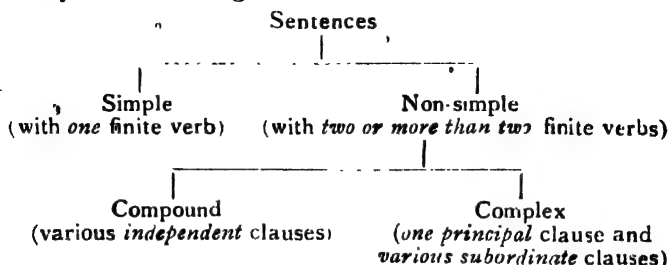 Sentences
Simple Non-simple
(with one finite verb) (with two or more than two finite verbs)
Compound Complex
(various independent clauses) (one principal clause and
various subordinate clauses)